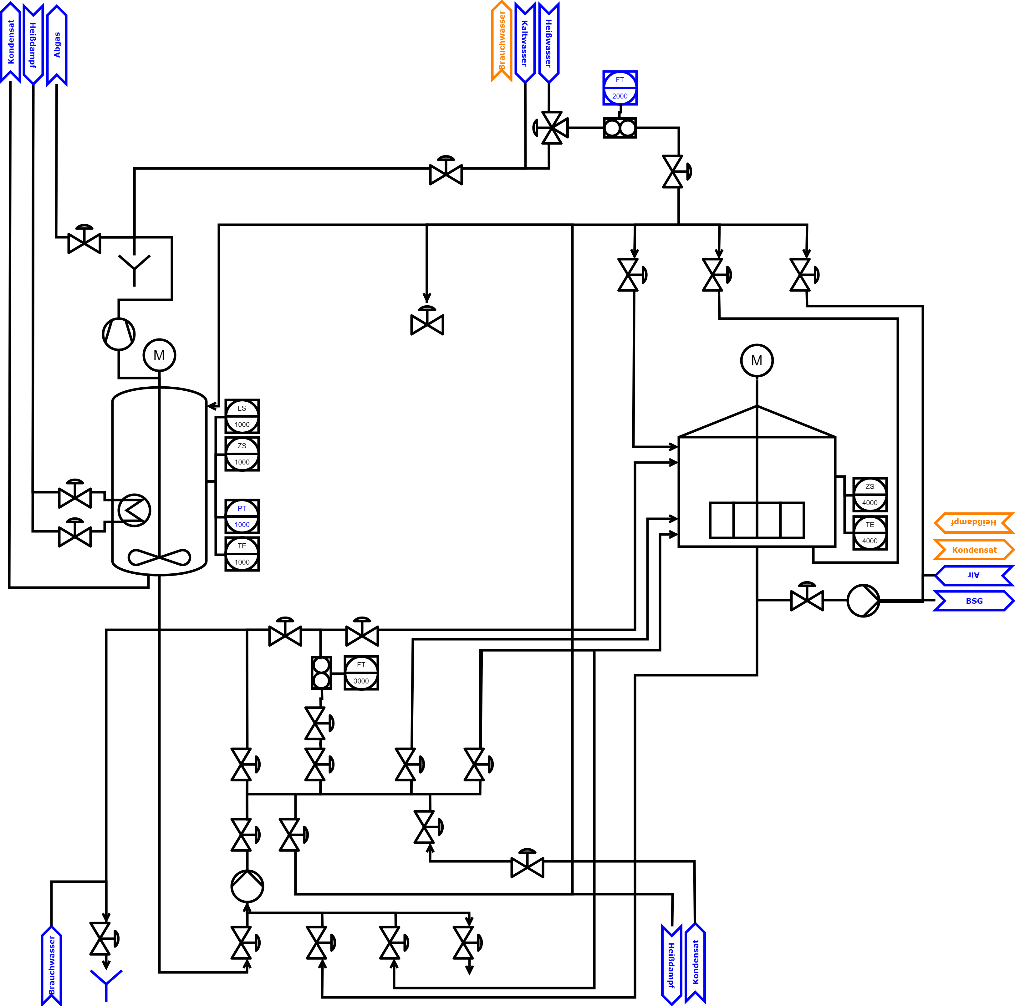 Kondensat
Heißdampf
Abgas
Brauchwasser
Kaltwasser
Heißwasser
FT
2000
M
M
LS
1000
ZS
1000
PT
1000
TE
1000
ZS
4000
TE
4000
Heißdampf
Kondensat
Air
BSG
FT
3000
Brauchwasser
Heißdampf
Kondensat